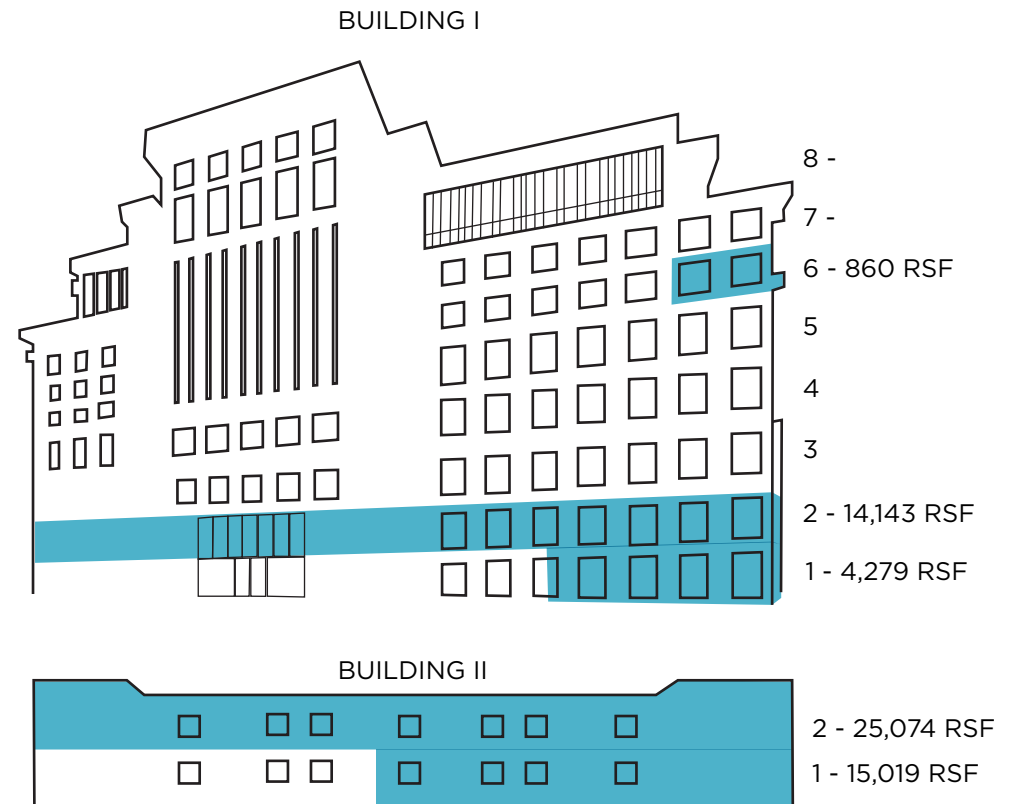 BUILDING I
8 -
7 -
6 - 860 RSF
5
4
3
2 - 14,143 RSF
1 - 4,279 RSF
BUILDING II
2 - 25,074 RSF
1 - 15,019 RSF